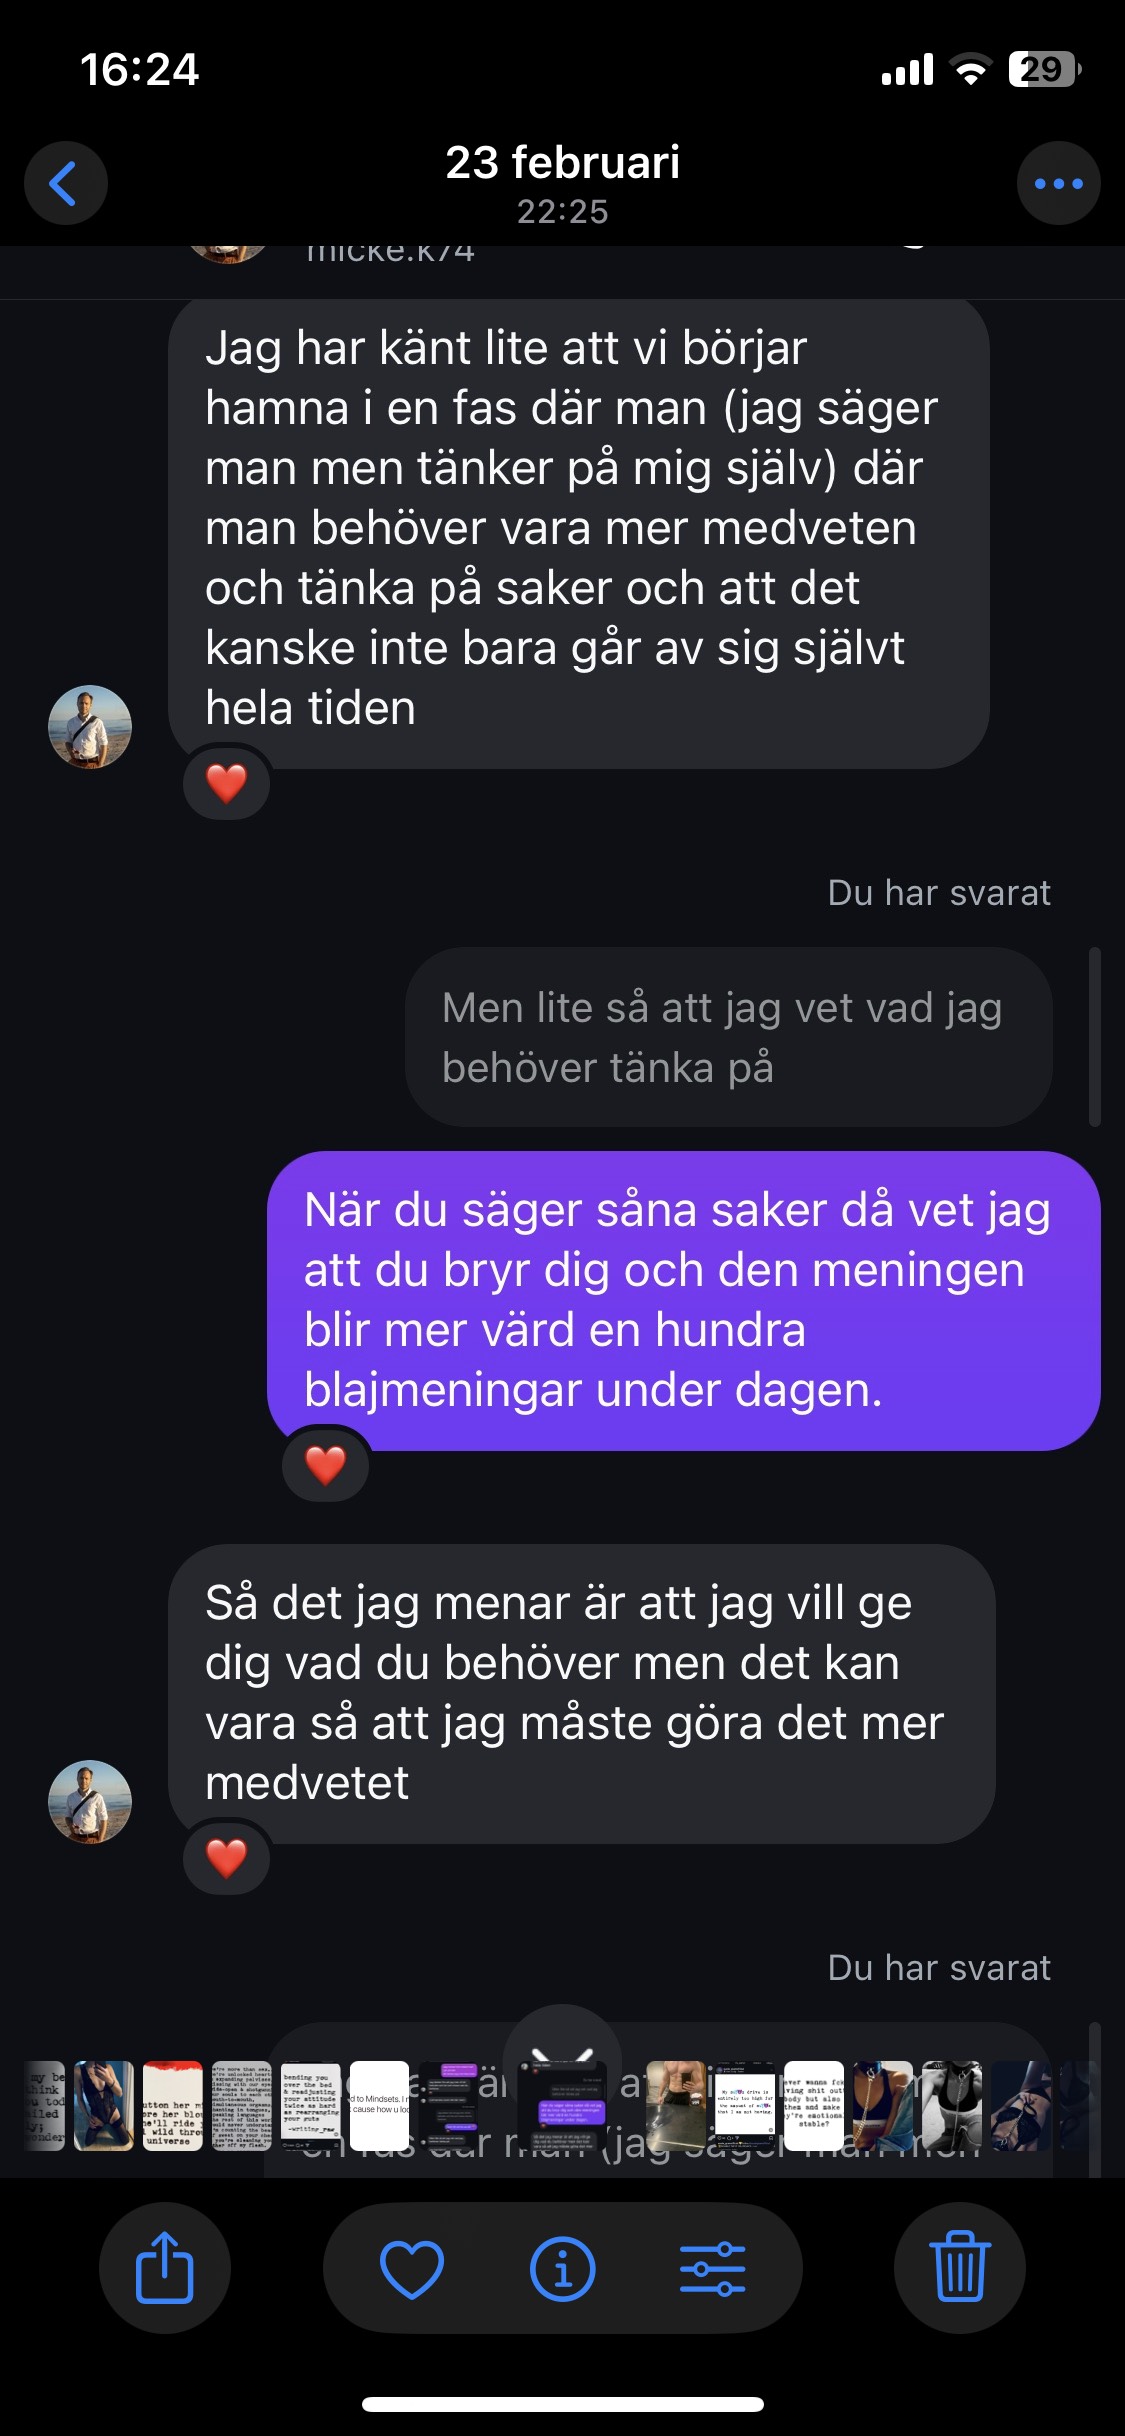 16:24
29
23 februari
22:25
micke.k74
Jag har känt lite att vi börjar
hamna i en fas där man (jag säger
man men tänker på mig själv) där
man behöver vara mer medveten
och tänka på saker och att det
kanske inte bara går av sig självt
hela tiden
Du har svarat
Men lite så att jag vet vad jag
behöver tänka på
När du säger såna saker då vet jag
att du bryr dig och den meningen
blir mer värd en hundra
blajmeningar under dagen.
Så det jag menar är att jag vill ge
dig vad du behöver men det kan
vara så att jag måste göra det mer
medvetet
Du har svarat
(jag säger man men